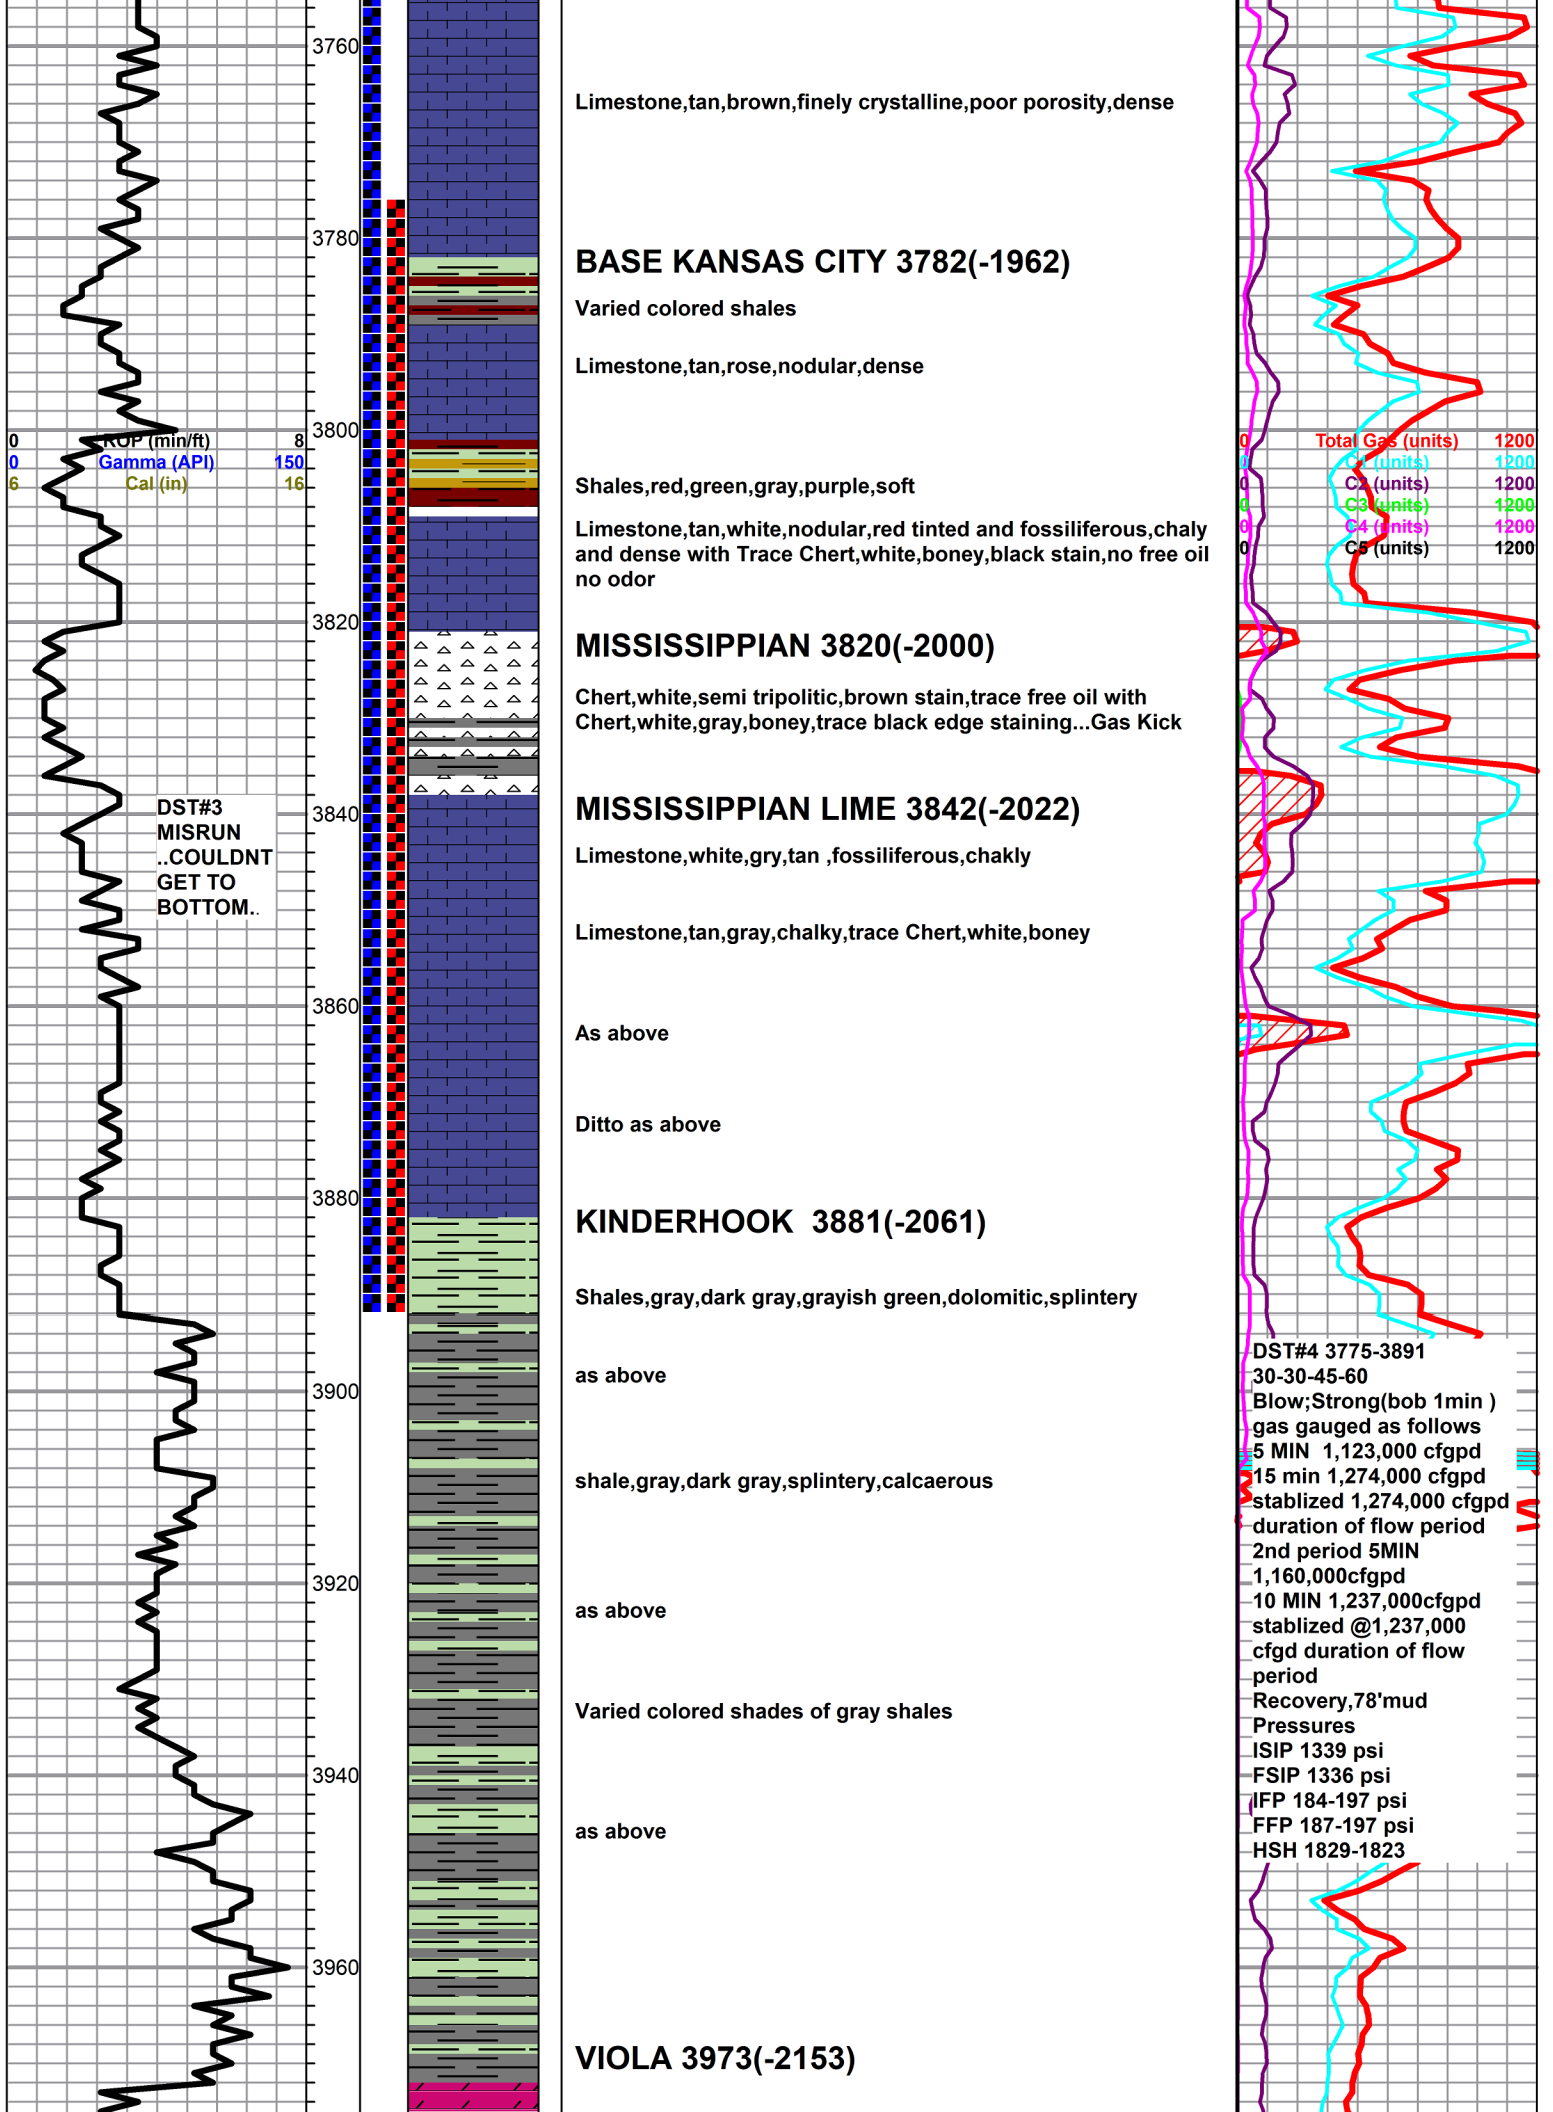 3760
Limestone,tan,brown,finely crystalline,poor porosity,dense
3780
BASE KANSAS CITY 3782(-1962)
Varied colored shales
Limestone,tan,rose,nodular,dense
3800
0 ROP (min/ft) 8
0 Gamma (API) 150
6 Cal (in) 16
0 Total Gas (units) 1200
(units) 1200
0 C2 (units) 1200
0 C3 (units) 1200
0 C4 (units) 1200
0 C5 (units) 1200
Shales,red,green,gray,purple,soft
Limestone,tan,white,nodular,red tinted and fossiliferous,chaly
and dense with Trace Chert,white,boney,black stain,no free oil
no odor
3820
MISSISSIPPIAN 3820(-2000)
Chert,white,semi tripolitic,brown stain,trace free oil with
Chert,white,gray,boney,trace black edge staining...Gas Kick
DST#3
MISRUN
..COULDNT
GET TO
BOTTOM..
3840
MISSISSIPPIAN LIME 3842(-2022)
Limestone,white,gry,tan ,fossiliferous,chakly
Limestone,tan,gray,chalky,trace Chert,white,boney
3860
As above
Ditto as above
3880
KINDERHOOK 3881(-2061)
Shales,gray,dark gray,grayish green,dolomitic,splintery
3900
as above
shale,gray,dark gray,splintery,calcaerous
3920
as above
Varied colored shades of gray shales
3940
as above
DST#4 3775-3891
30-30-45-60
Blow;Strong(bob 1min )
gas gauged as follows
5 MIN 1,123,000 cfgpd
15 min 1,274,000 cfgpd
stablized 1,274,000 cfgpd
duration of flow period
2nd period 5MIN
1,160,000cfgpd
10 MIN 1,237,000cfgpd
stablized @1,237,000
cfgd duration of flow
period
Recovery,78'mud
Pressures
ISIP 1339 psi
FSIP 1336 psi
IFP 184-197 psi
FFP 187-197 psi
HSH 1829-1823
3960
VIOLA 3973(-2153)